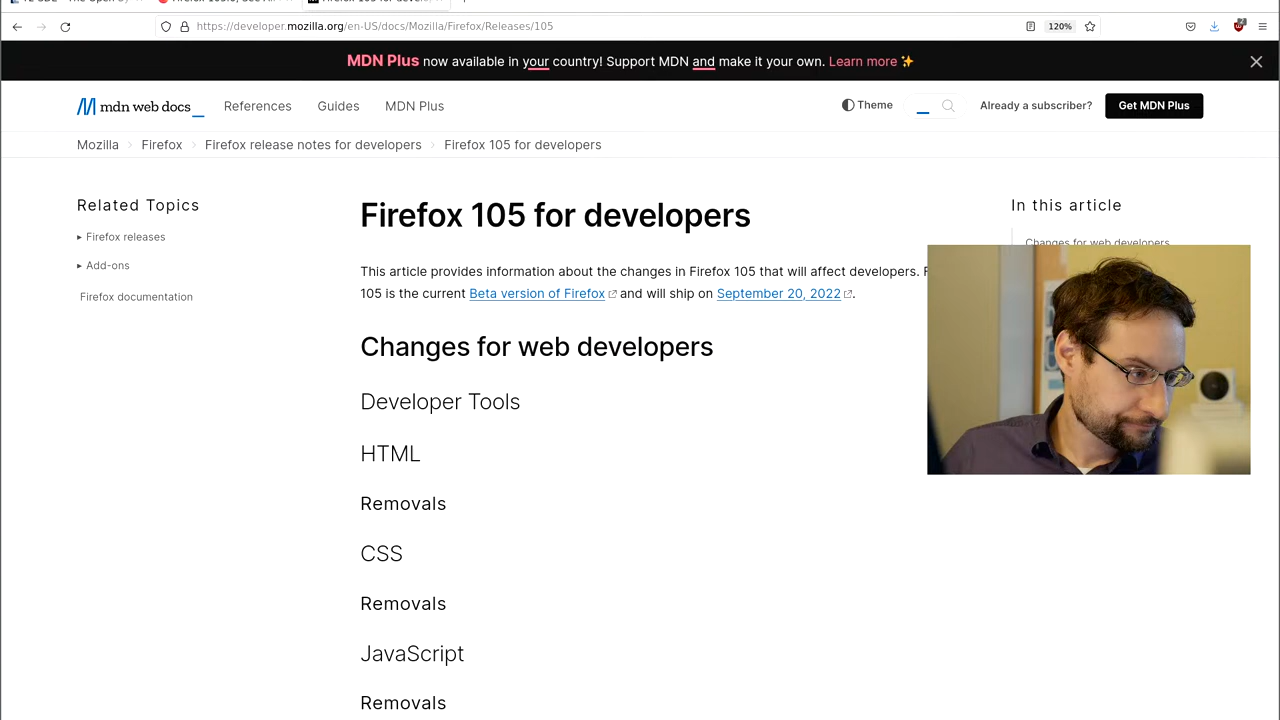 https://developer.mozilla.org/en-US/docs/Mozilla/Firefox/Releases/105
120%
MDN Plus now available in your country! Support MDN and make it your own. Learn more ✨
mdn web docs_
References
Guides
MDN Plus
Theme
Already a subscriber?
Get MDN Plus
Mozilla
Firefox
Firefox release notes for developers
Firefox 105 for developers
Related Topics
Firefox releases
Add-ons
Firefox documentation
Firefox 105 for developers
This article provides information about the changes in Firefox 105 that will affect developers.
105 is the current Beta version of Firefox and will ship on September 20, 2022.
Changes for web developers
Developer Tools
HTML
Removals
CSS
Removals
JavaScript
Removals
In this article
Changes for web developers